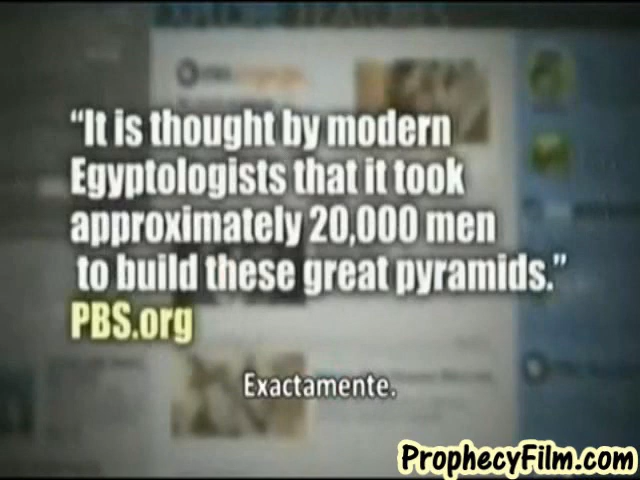 “It is thought by modern
Egyptologists that it took
approximately 20,000 men
to build these great pyramids.”
PBS.org
Exactamente.
ProphecyFilm.com